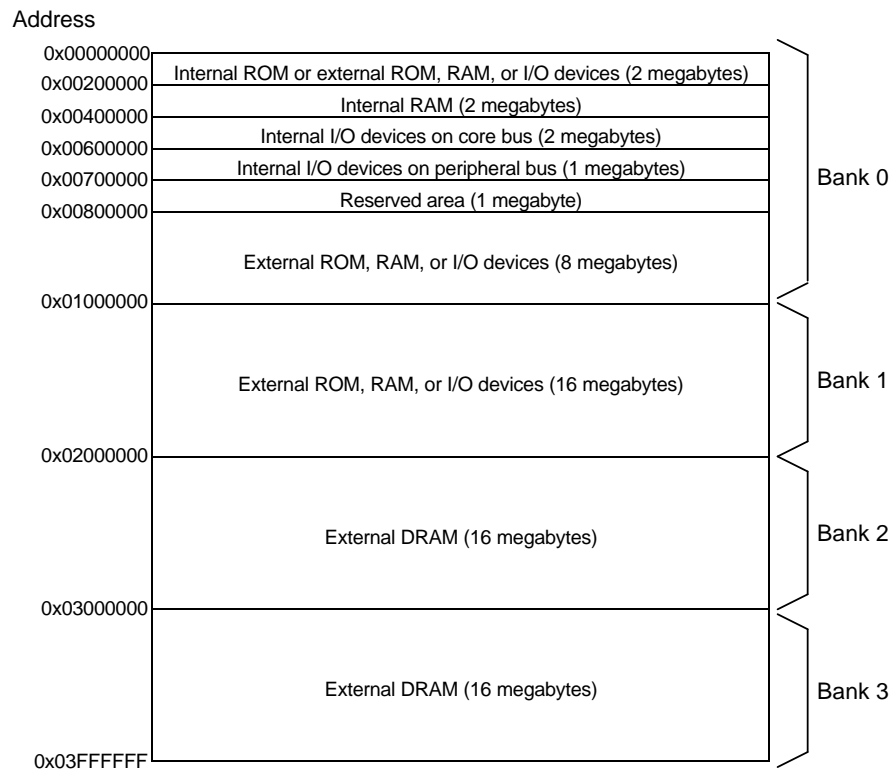 Address
0x00000000
Internal ROM or external ROM, RAM, or I/O devices (2 megabytes)
0x00200000
Internal RAM (2 megabytes)
0x00400000
Internal I/O devices on core bus (2 megabytes)
0x00600000
Internal I/O devices on peripheral bus (1 megabytes)
0x00700000
Bank 0
Reserved area (1 megabyte)
0x00800000
External ROM, RAM, or I/O devices (8 megabytes)
0x01000000
External ROM, RAM, or I/O devices (16 megabytes)
Bank 1
0x02000000
External DRAM (16 megabytes)
Bank 2
0x03000000
External DRAM (16 megabytes)
Bank 3
0x03FFFFFF